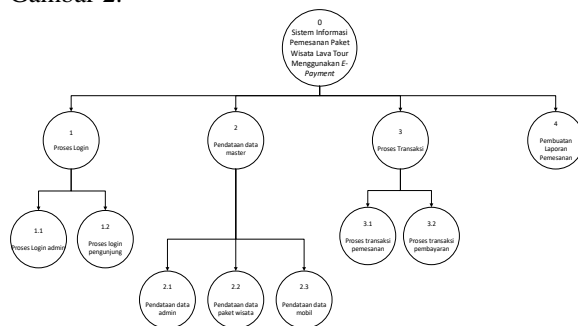 Gambar 2.
0
Sistem Informasi
Pemesanan Paket
Wisata Lava Tour
Menggunakan E-
Payment
1
Proses Login
2
Pendataan data
master
3
Proses Transaksi
4
Pembuatan
Laporan
Pemesanan
1.1
Proses Login admin
1.2
Proses login
pengunjung
3.1
Proses transaksi
pemesanan
3.2
Proses transaksi
pembayaran
2.1
Pendataan data
admin
2.2
Pendataan data
paket wisata
2.3
Pendataan data
mobil